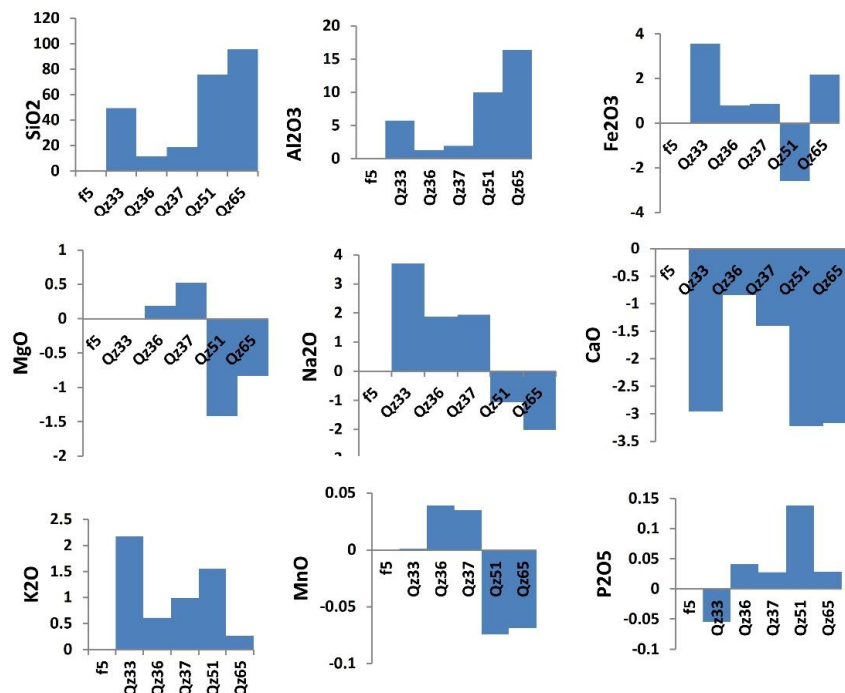 120
100
80
60
40
20
0
SiO2
f5
Qz33
Qz36
Qz37
Qz51
Qz65
20
15
10
5
0
Al2O3
f5
Qz33
Qz36
Qz37
Qz51
Qz65
4
2
0
-2
-4
Fe2O3
f5
Qz33
Qz36
Qz37
Qz51
Qz65
1
0.5
0
-0.5
-1
-1.5
-2
MgO
f5
Qz33
Qz36
Qz37
Qz51
Qz65
4
3
2
1
0
-1
-2
Na2O
f5
Qz33
Qz36
Qz37
Qz51
Qz65
0
-0.5
-1
-1.5
-2
-2.5
-3
-3.5
CaO
f5
Qz33
Qz36
Qz37
Qz51
Qz65
2.5
2
1.5
1
0.5
0
K2O
f5
Qz33
Qz36
Qz37
Qz51
Qz65
0.05
0
-0.05
-0.1
MnO
f5
Qz33
Qz36
Qz37
Qz51
Qz65
0.15
0.1
0.05
0
-0.05
-0.1
P2O5
f5
Qz33
Qz36
Qz37
Qz51
Qz65